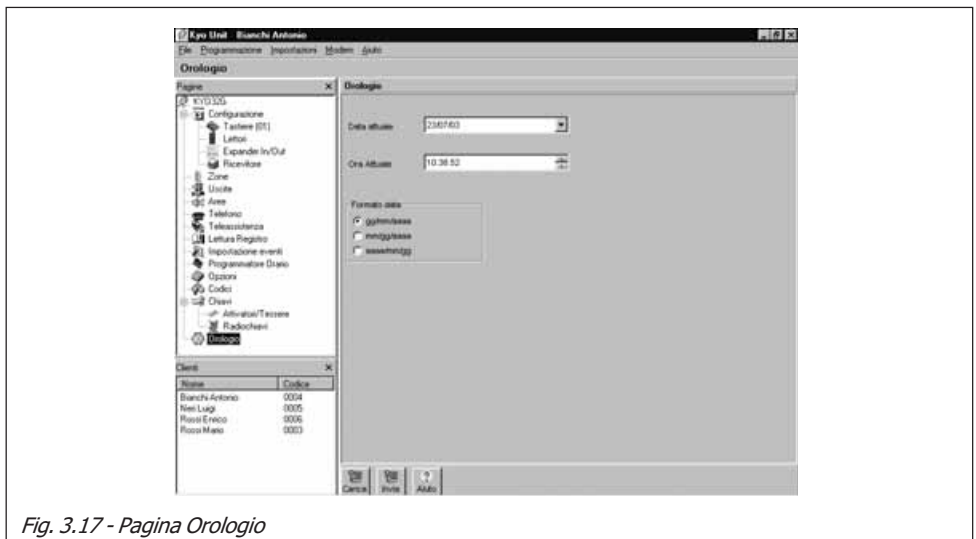 Kyo Unit Bianchi Antonio
File Programmazione Importazioni Modem Aiuto
Orologio
Pagine
KYO32G
Configurazione
Tastiere [01]
Lettori
Expander In/Out
Ricevitore
Zone
Uscite
Aree
Telefono
Teleassistenza
Lettura Registro
Impostazione eventi
Programmatore Orario
Opzioni
Codici
Chiavi
Attivatori/Tessere
Radiochiavi
Orologio
Clienti
Nome Codice
Bianchi Antonio 0004
Neri Luigi 0005
Rossi Enrico 0006
Rossi Mario 0003
Orologio
Data attuale 23/07/03
Ora Attuale 10.38.52
Formato data
gg/mm/aaaa
mm/gg/aaaa
aaaa/mm/gg
Carica Invia Aiuto
Fig. 3.17 - Pagina Orologio